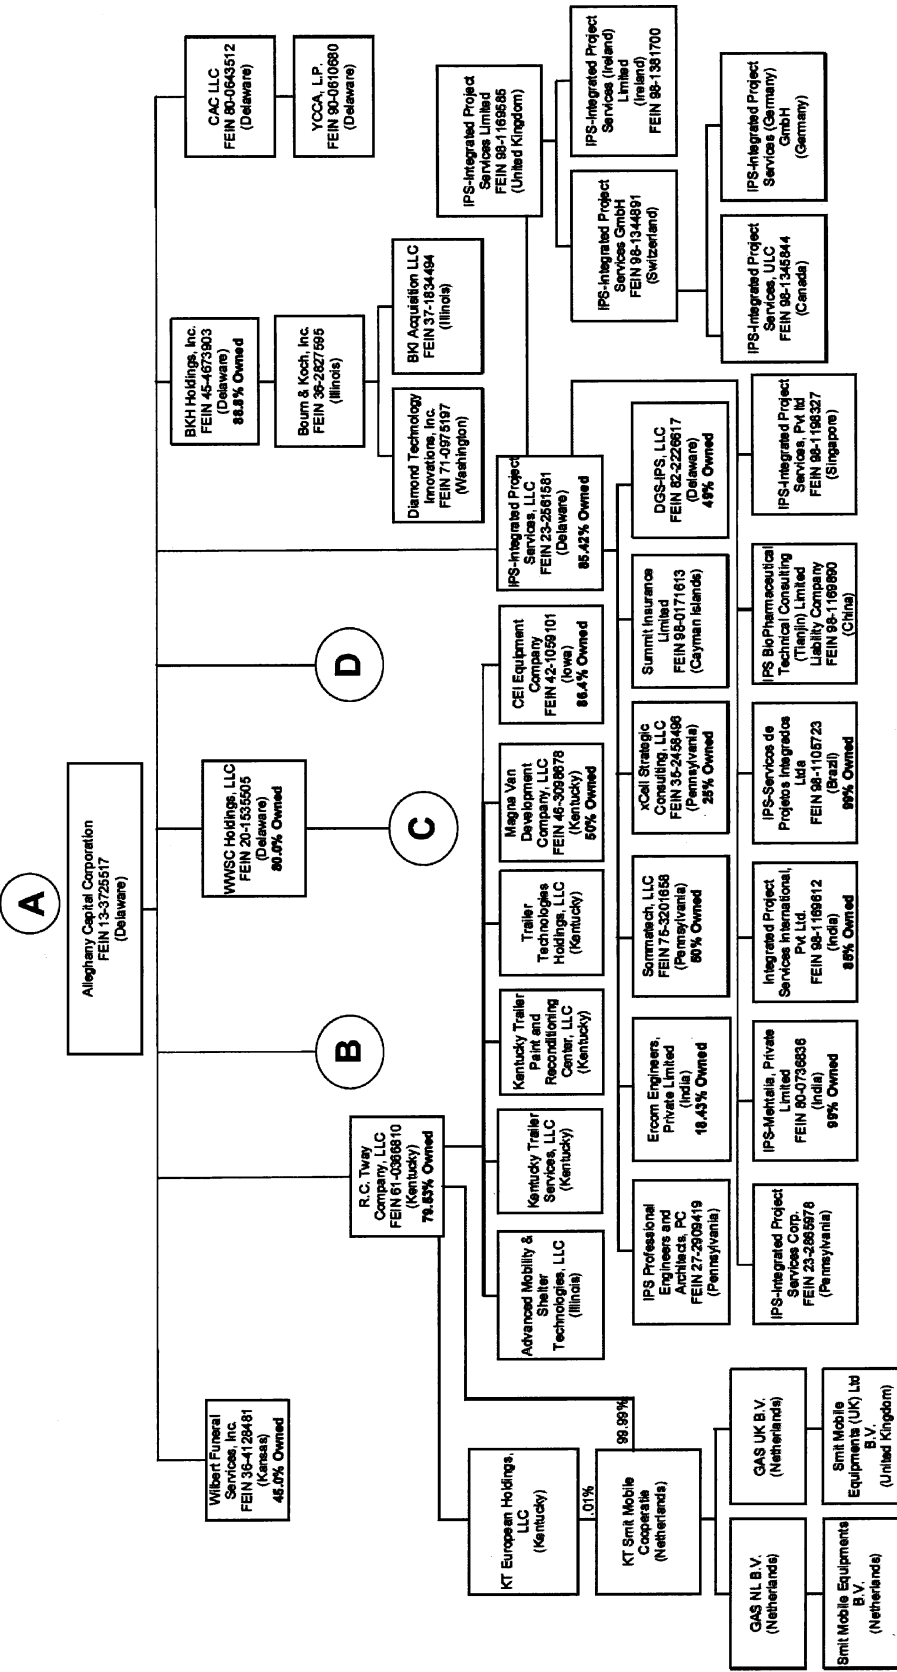 A
Alleghany Capital Corporation
FEIN 13-3725517
(Delaware)
Wilbert Funeral
Services, Inc.
FEIN 36-4128481
(Kansas)
45.0% Owned
B
WWSC Holdings, LLC
FEIN 20-1535505
(Delaware)
80.0% Owned
C
D
BKH Holdings, Inc.
FEIN 45-4673903
(Delaware)
88.8% Owned
Bourn & Koch, Inc.
FEIN 36-2827595
(Illinois)
Diamond Technology
Innovations, Inc.
FEIN 71-0975197
(Washington)
BKI Acquisition LLC
FEIN 37-1834494
(Illinois)
CAC LLC
FEIN 80-0643512
(Delaware)
YCCA, L.P.
FEIN 90-0610680
(Delaware)
R.C. Tway
Company, LLC
FEIN 61-0366810
(Kentucky)
79.53% Owned
KT European Holdings,
LLC
(Kentucky)
.01%
99.99%
KT Smit Mobile
Cooperatie
(Netherlands)
GAS NL B.V.
(Netherlands)
GAS UK B.V.
(Netherlands)
Smit Mobile Equipments
B.V.
(Netherlands)
Smit Mobile
Equipments (UK) Ltd
B.V.
(United Kingdom)
Advanced Mobility &
Shelter
Technologies, LLC
(Illinois)
Kentucky Trailer
Services, LLC
(Kentucky)
Kentucky Trailer
Paint and
Reconditioning
Center, LLC
(Kentucky)
Trailer
Technologies
Holdings, LLC
(Kentucky)
Magna Van
Development
Company, LLC
FEIN 46-3098678
(Kentucky)
50% Owned
CEI Equipment
Company
FEIN 42-1059101
(Iowa)
86.4% Owned
IPS-Integrated Project
Services, LLC
FEIN 23-2561581
(Delaware)
85.42% Owned
IPS-Integrated Project
Services Limited
FEIN 98-1169585
(United Kingdom)
IPS-Integrated Project
Services GmbH
FEIN 98-1344891
(Switzerland)
IPS-Integrated Project
Services (Ireland)
Limited
(Ireland)
FEIN 98-1381700
IPS-Integrated Project
Services, ULC
FEIN 98-1345844
(Canada)
IPS-Integrated Project
Services (Germany)
GmbH
(Germany)
IPS Professional
Engineers and
Architects, PC
FEIN 27-2909419
(Pennsylvania)
Ercom Engineers,
Private Limited
(India)
18.43% Owned
Sommatech, LLC
FEIN 75-3201658
(Pennsylvania)
50% Owned
xCell Strategic
Consulting, LLC
FEIN 35-2458496
(Pennsylvania)
25% Owned
Summit Insurance
Limited
FEIN 98-0171613
(Cayman Islands)
DGS-IPS, LLC
FEIN 82-2226617
(Delaware)
49% Owned
IPS-Integrated Project
Services Corp.
FEIN 23-2865978
(Pennsylvania)
IPS-Mehtalia, Private
Limited
FEIN 80-0736836
(India)
99% Owned
Integrated Project
Services International,
Pvt Ltd.
FEIN 98-1169612
(India)
85% Owned
IPS-Servicos de
Projetos Integrados
Ltda
FEIN 98-1105723
(Brazil)
99% Owned
IPS BioPharmaceutical
Technical Consulting
(Tianjin) Limited
Liability Company
FEIN 98-1169890
(China)
IPS-Integrated Project
Services, Pvt ltd
FEIN 98-1198327
(Singapore)